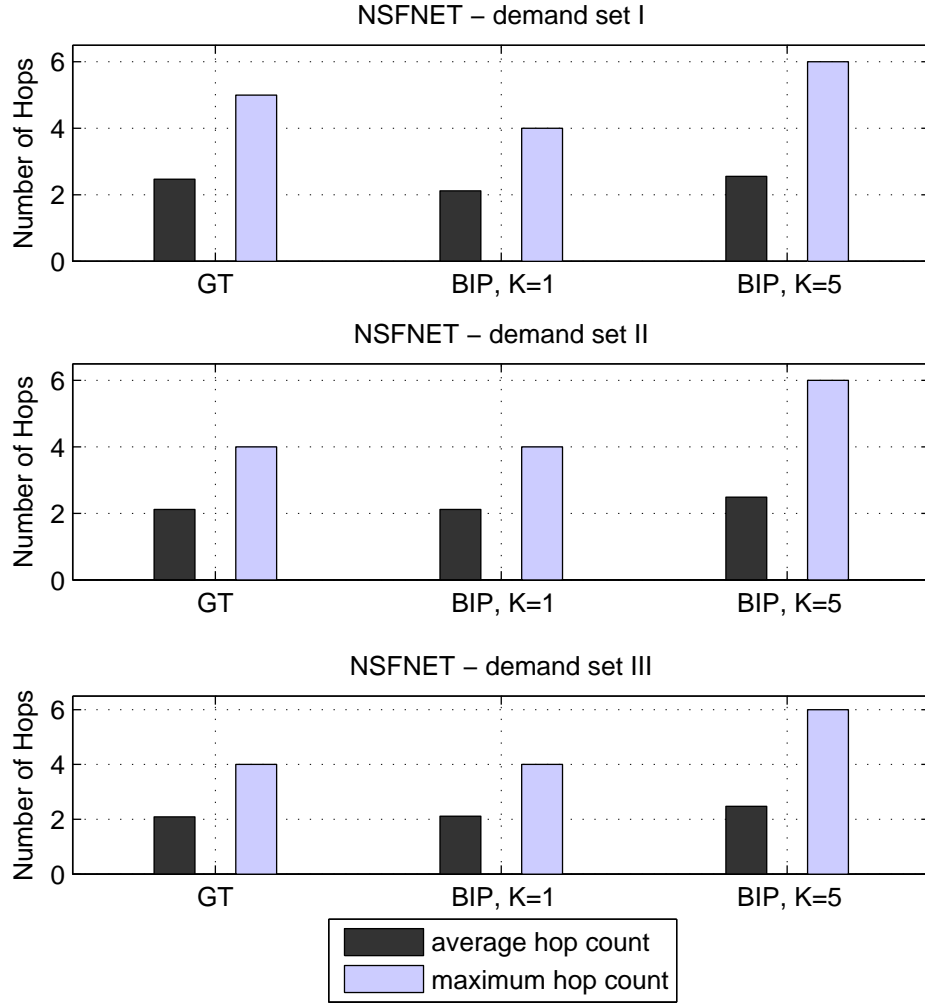 NSFNET – demand set I
Number of Hops
6
4
2
0
GT BIP, K=1 BIP, K=5
NSFNET – demand set II
Number of Hops
6
4
2
0
GT BIP, K=1 BIP, K=5
NSFNET – demand set III
Number of Hops
6
4
2
0
GT BIP, K=1 BIP, K=5
average hop count
maximum hop count